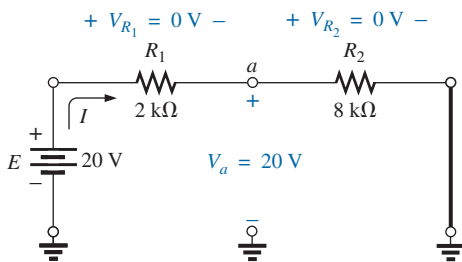 + V_{R_1} = 0 V −    + V_{R_2} = 0 V −
R_1    a    R_2
I    2 kΩ    +    8 kΩ
+
E    20 V    V_a = 20 V
−
−